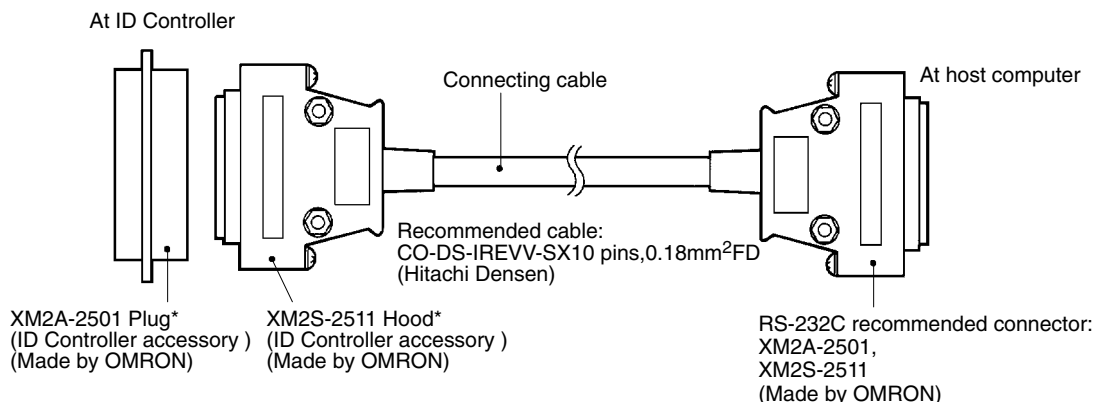 At ID Controller
Connecting cable
At host computer
Recommended cable:
CO-DS-IREVV-SX10 pins,0.18mm²FD
(Hitachi Densen)
XM2A-2501 Plug*
(ID Controller accessory )
(Made by OMRON)
XM2S-2511 Hood*
(ID Controller accessory )
(Made by OMRON)
RS-232C recommended connector:
XM2A-2501,
XM2S-2511
(Made by OMRON)